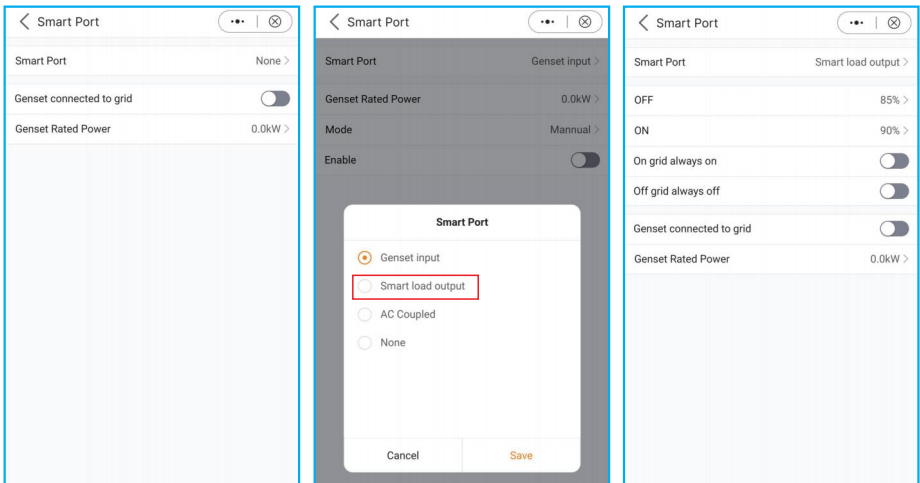 Smart Port
Smart Port None
Genset connected to grid
Genset Rated Power 0.0kW
Smart Port
Smart Port Genset input
Genset Rated Power 0.0kW
Mode Mannual
Enable
Smart Port
Genset input
Smart load output
AC Coupled
None
Cancel Save
Smart Port
Smart Port Smart load output
OFF 85%
ON 90%
On grid always on
Off grid always off
Genset connected to grid
Genset Rated Power 0.0kW